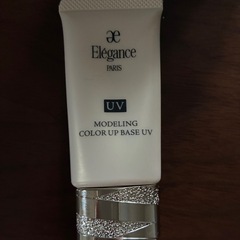 æ
Elégance
PARIS
UV
MODELING
COLOR UP BASE UV